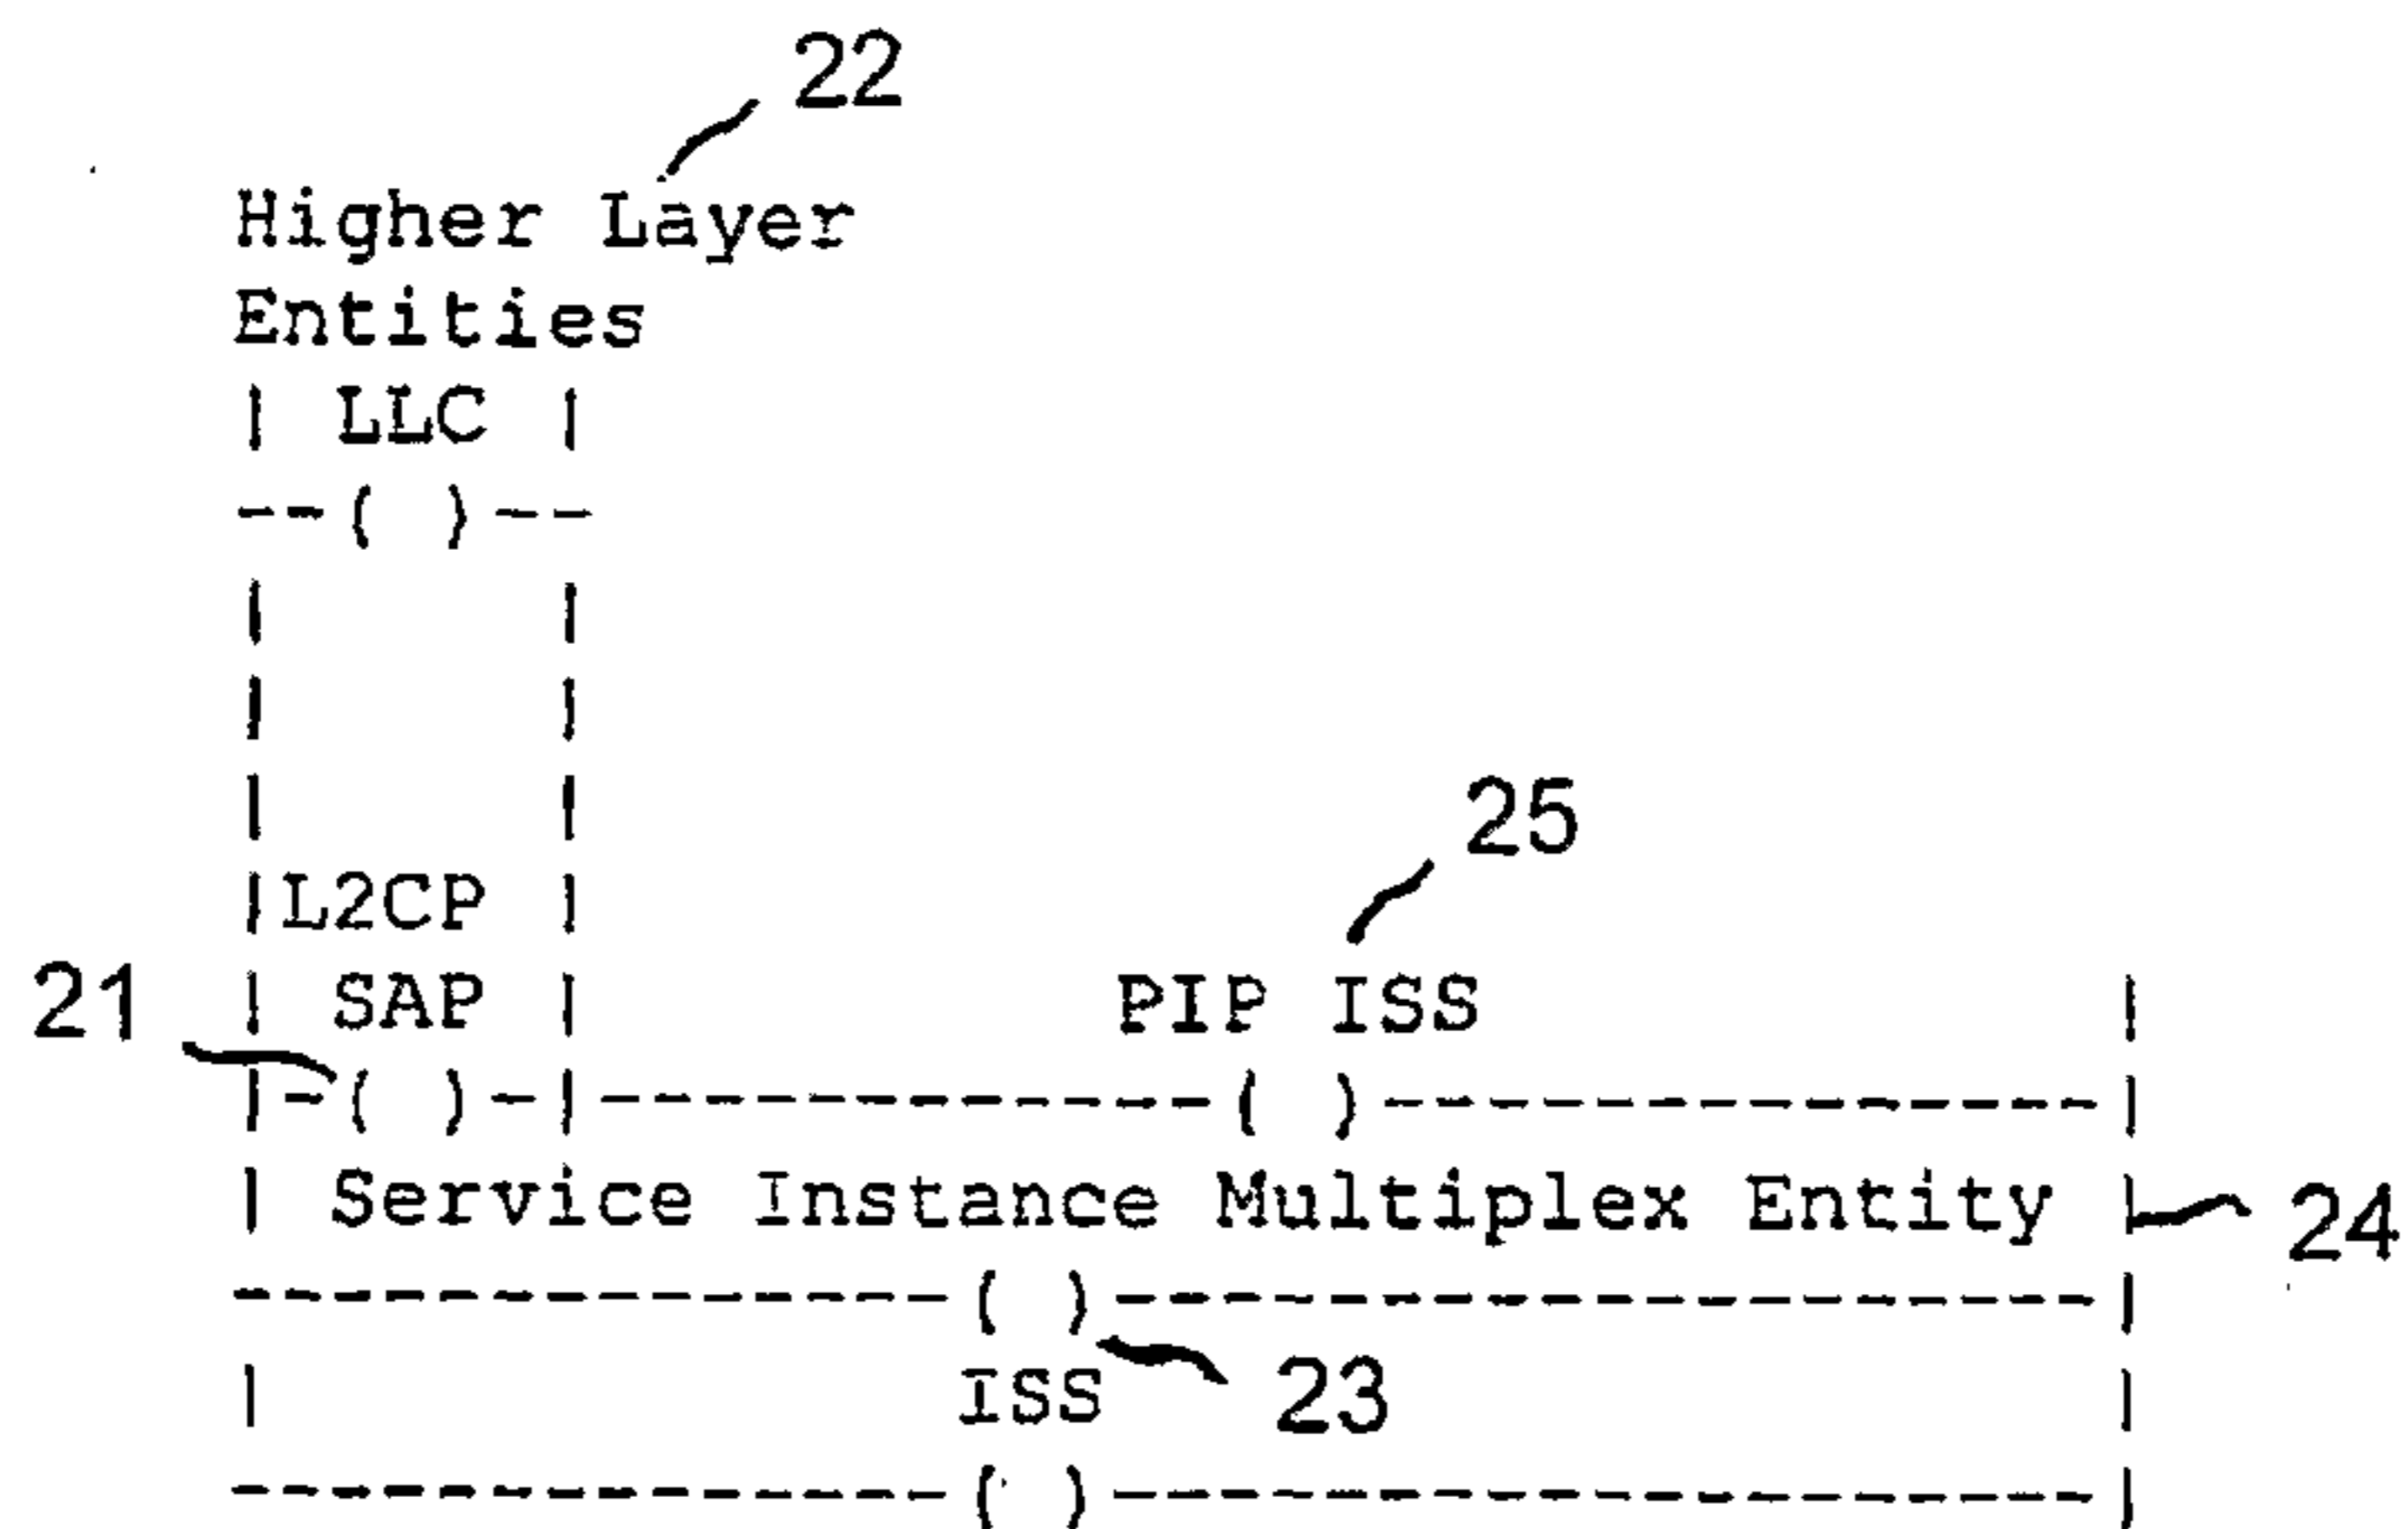 22
Higher Layer
Entities
| LLC |
--( )--
| |
| |
| |
25
|L2CP |
21 | SAP | PIP ISS |
|-( )-|------------( )--------------|
| Service Instance Multiplex Entity | 24
--------------( )-------------------|
| ISS 23 |
--------------( )-------------------|